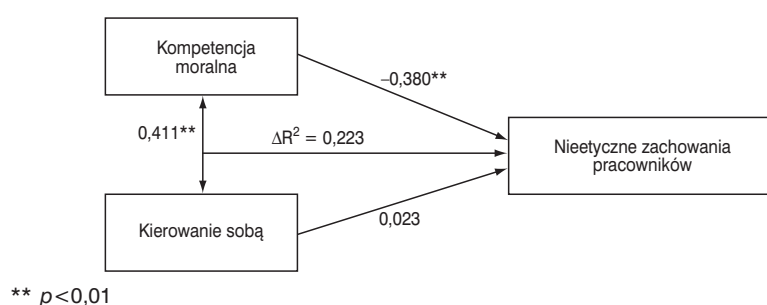 Kompetencja
moralna
–0,380**
0,411**
ΔR² = 0,223
Nieetyczne zachowania
pracowników
Kierowanie sobą
0,023
** p<0,01